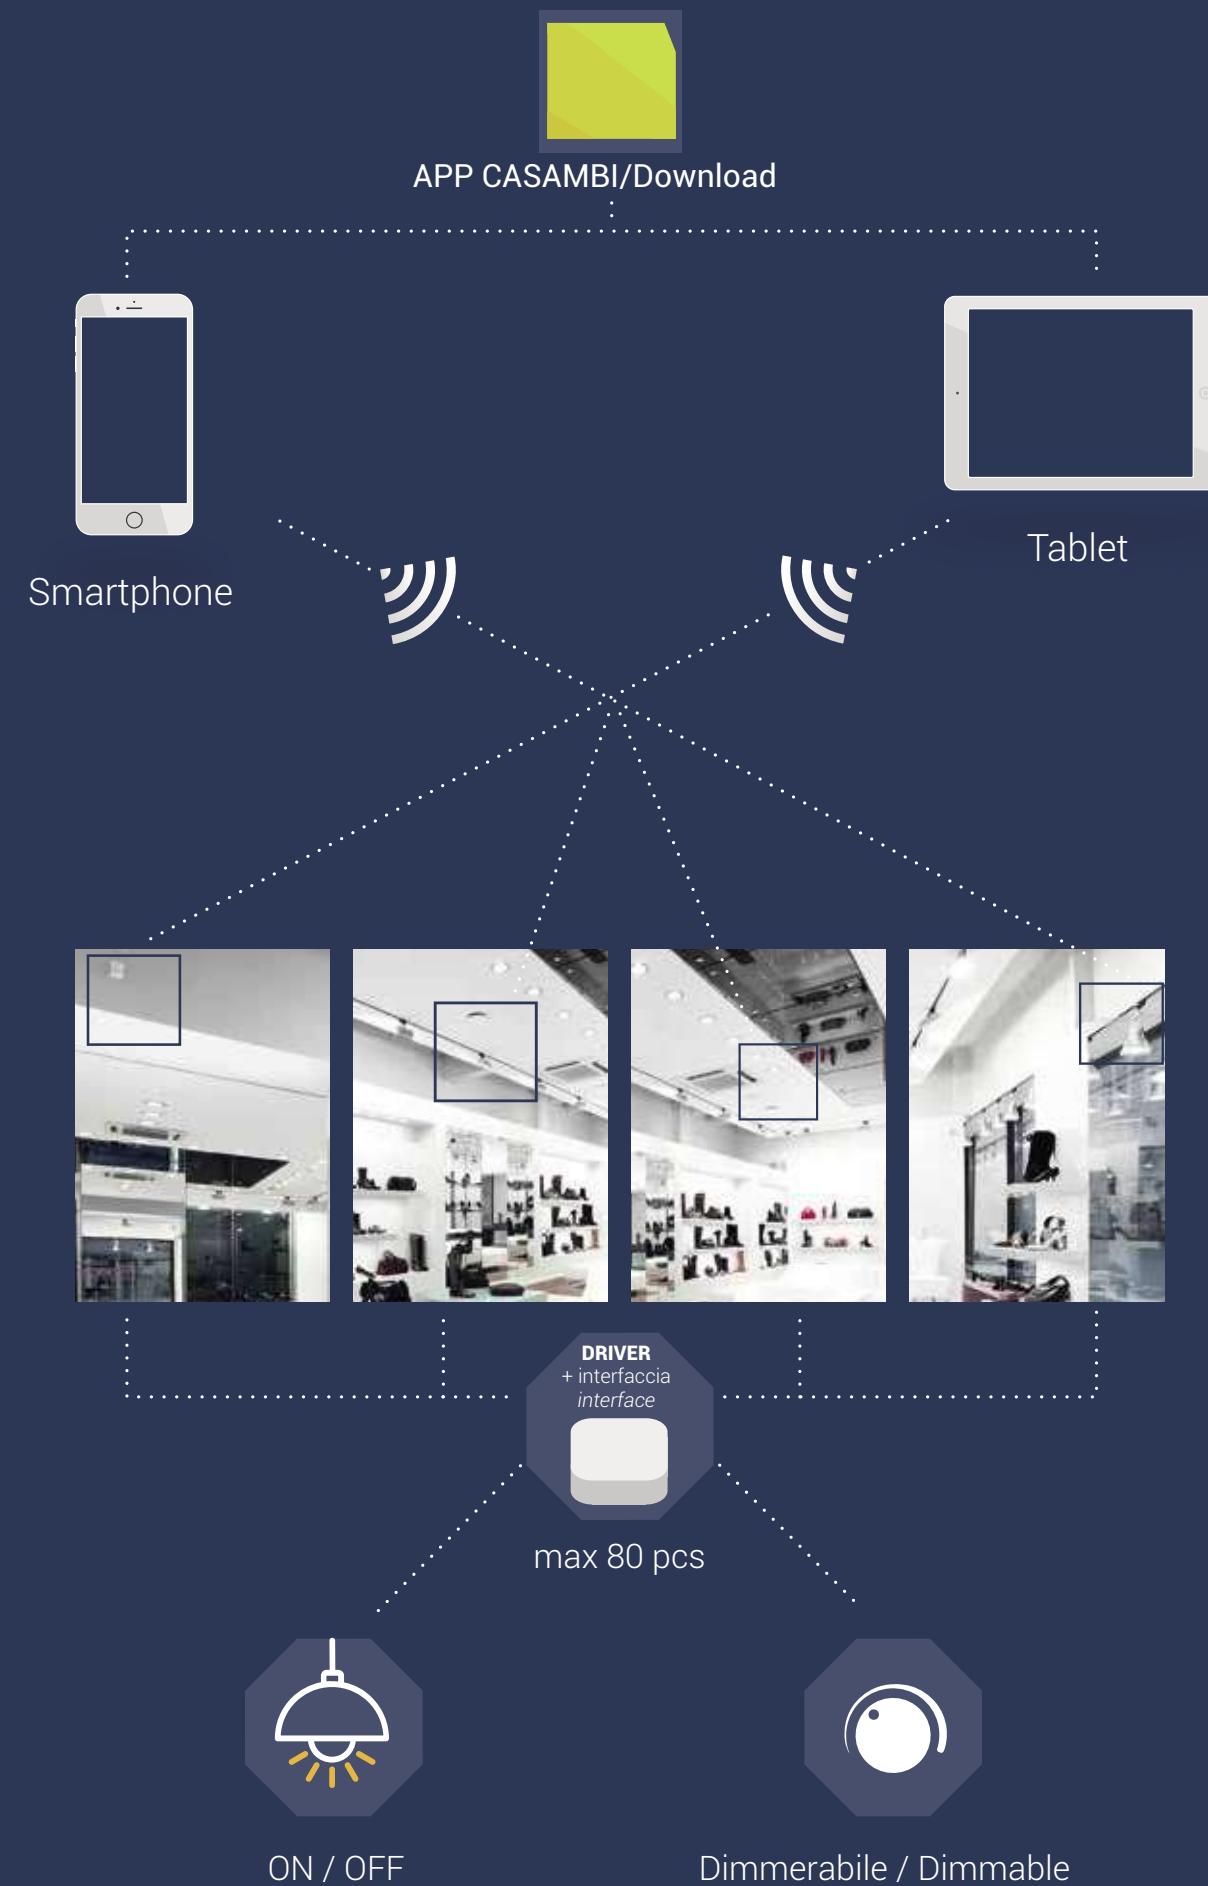 APP CASAMBI/Download
Smartphone
Tablet
DRIVER
+ interfaccia
interface
max 80 pcs
ON / OFF
Dimmerabile / Dimmable